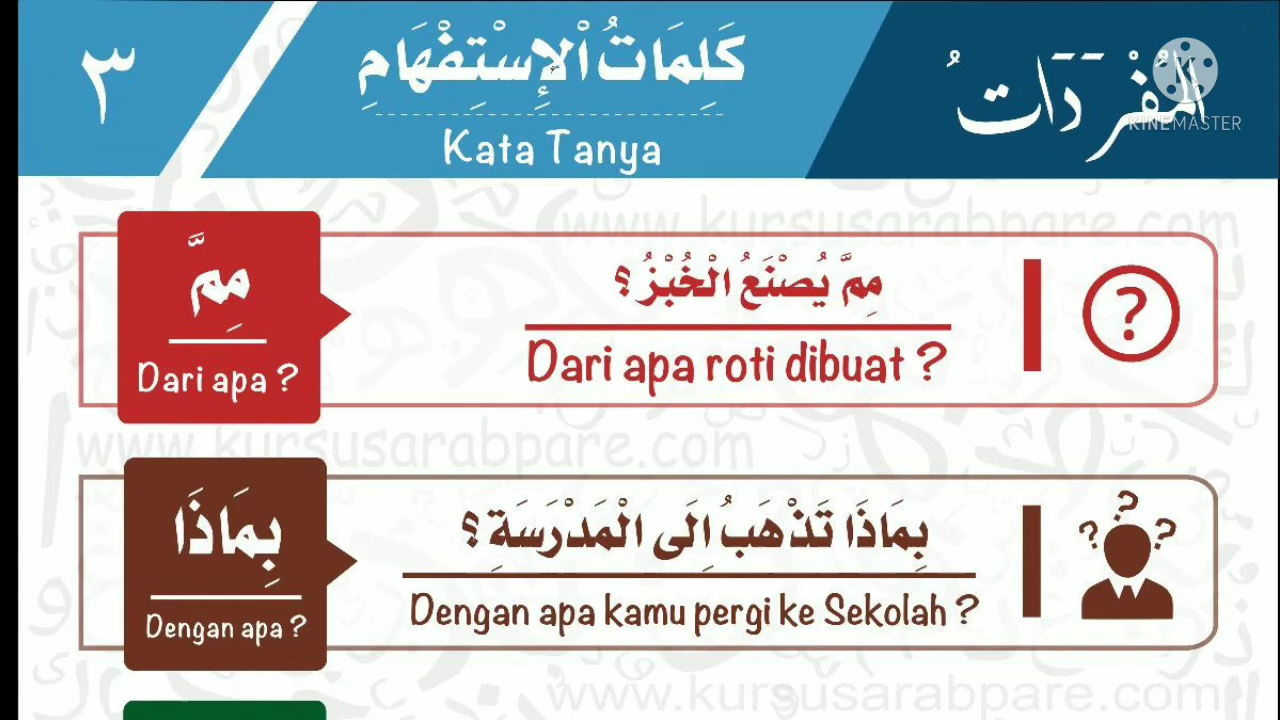 المُفْرَدَاتُ
KINEMASTER
كَلِمَاتُ الْإِسْتِفْهَامِ
Kata Tanya
٣
www.kursusarabpare.com
مِمَّ
Dari apa ?
مِمَّ يُصْنَعُ الْخُبْزُ ؟
Dari apa roti dibuat ?
?
www.kursusarabpare.com
بِمَاذَا
Dengan apa ?
بِمَاذَا تَذْهَبُ اِلَى الْمَدْرَسَةِ ؟
Dengan apa kamu pergi ke Sekolah ?
? ? ?
www.kursusarabpare.com